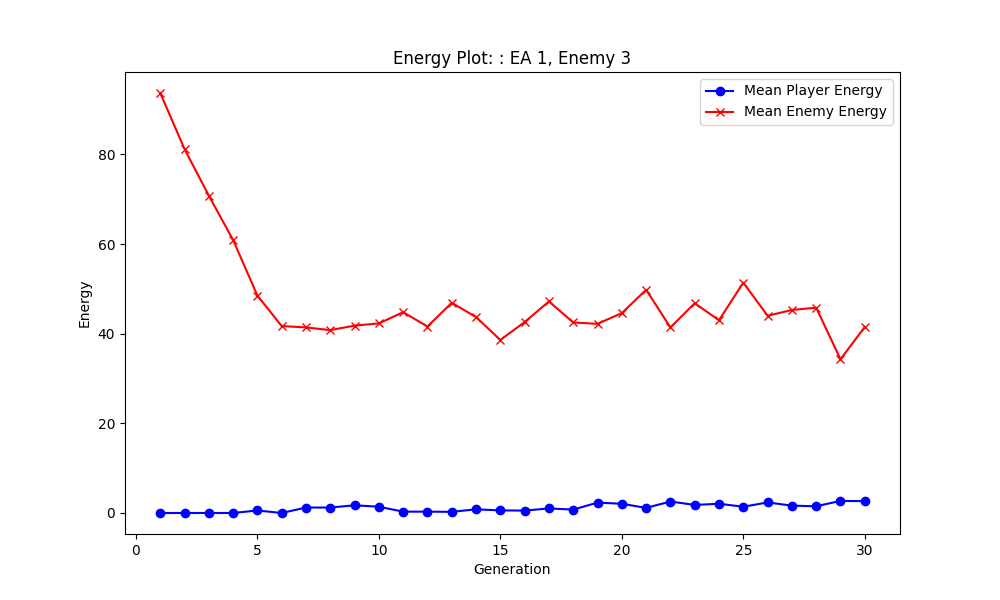 Energy Plot: : EA 1, Enemy 3
Mean Player Energy
Mean Enemy Energy
Energy
80
60
40
20
0
0 5 10 15 20 25 30
Generation